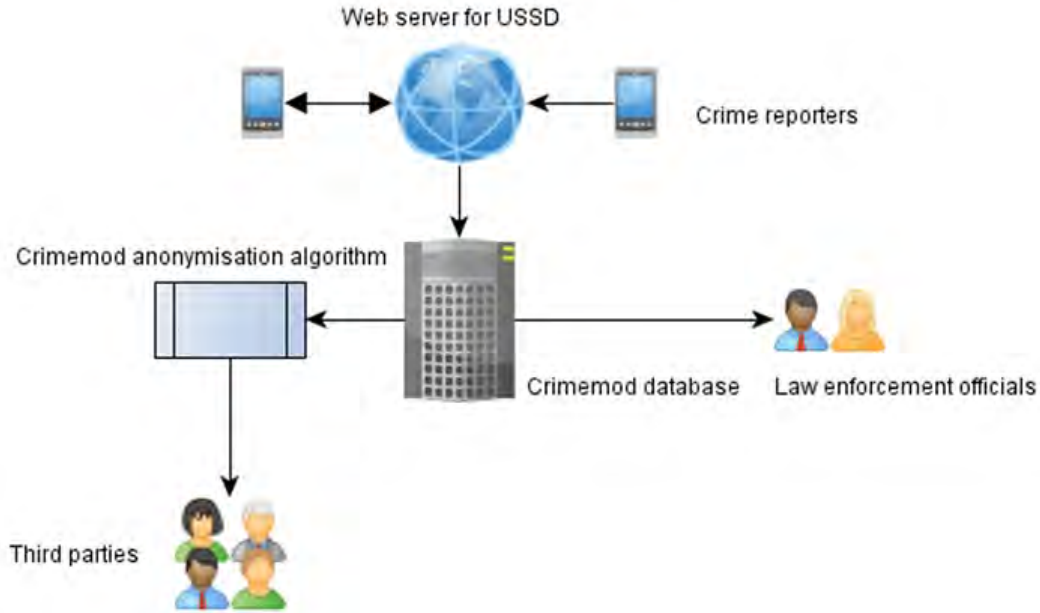 Web server for USSD
Crime reporters
Crimemod anonymisation algorithm
Crimemod database
Law enforcement officials
Third parties